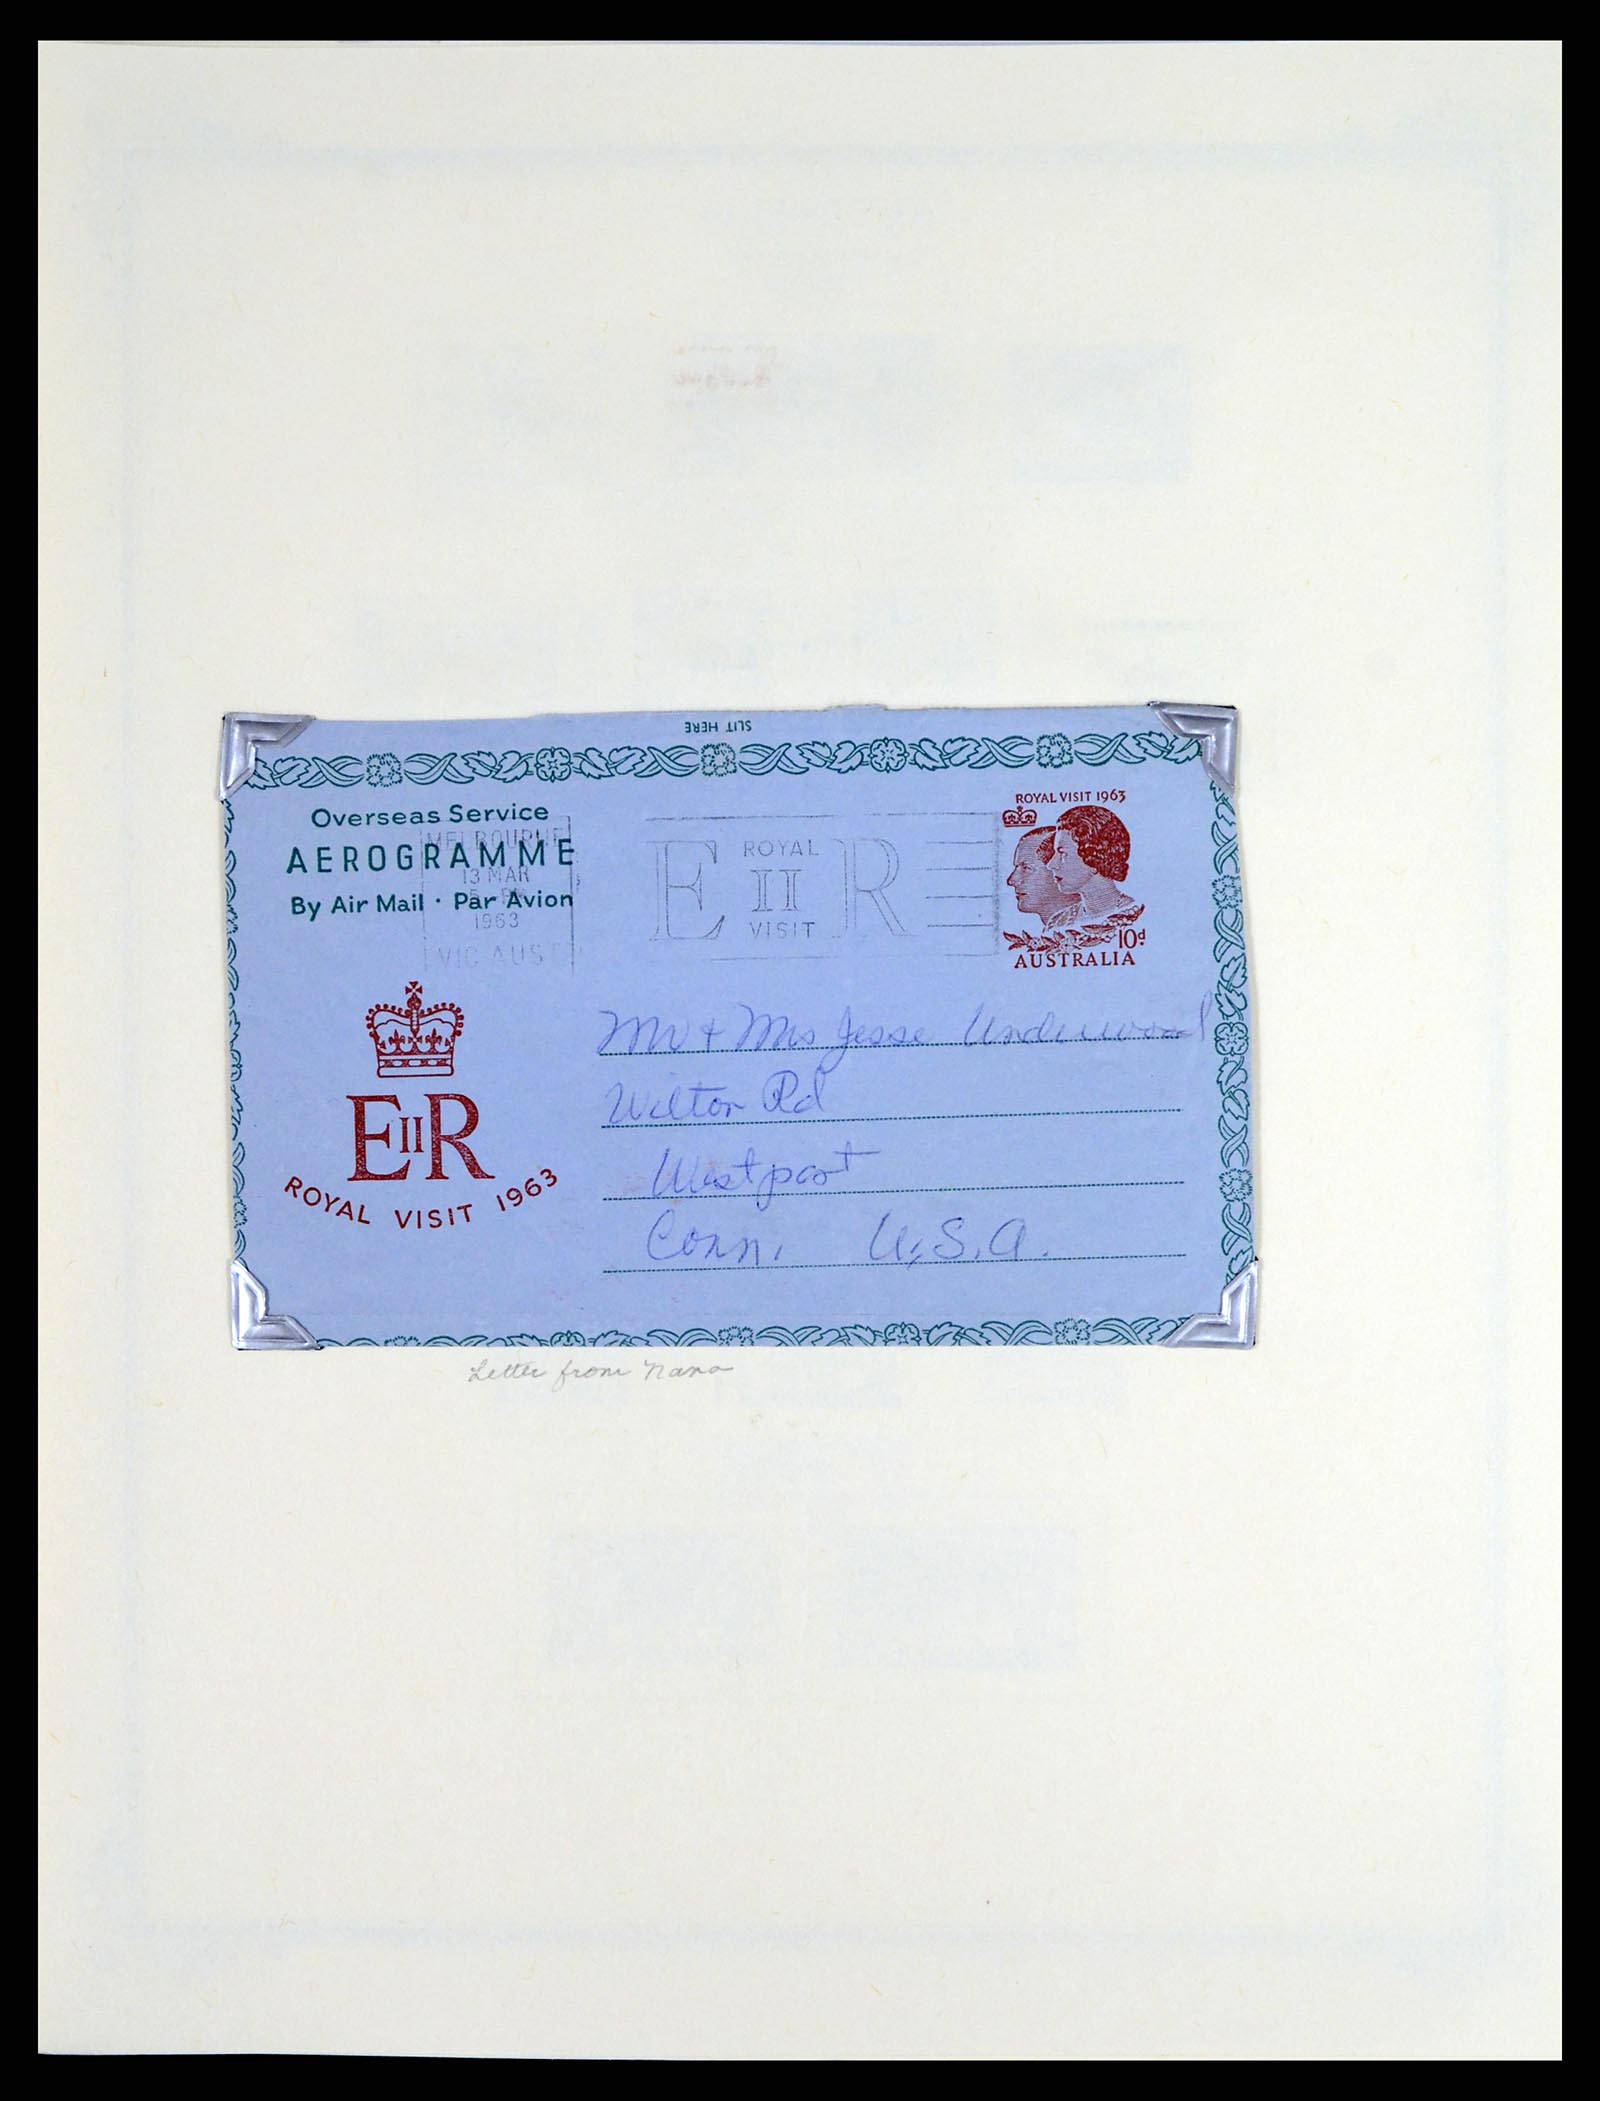 SLIT HERE
Overseas Service
AEROGRAMME
By Air Mail · Par Avion
MELBOURNE
13 MAR
1963
VIC AUST
E II R
ROYAL
VISIT
ROYAL VISIT 1963
10d
AUSTRALIA
EIIR
ROYAL VISIT 1963
Mr + Mrs Jesse Underwood
Wilton Rd
Westport
Conn. U.S.A.
Letter from Nana